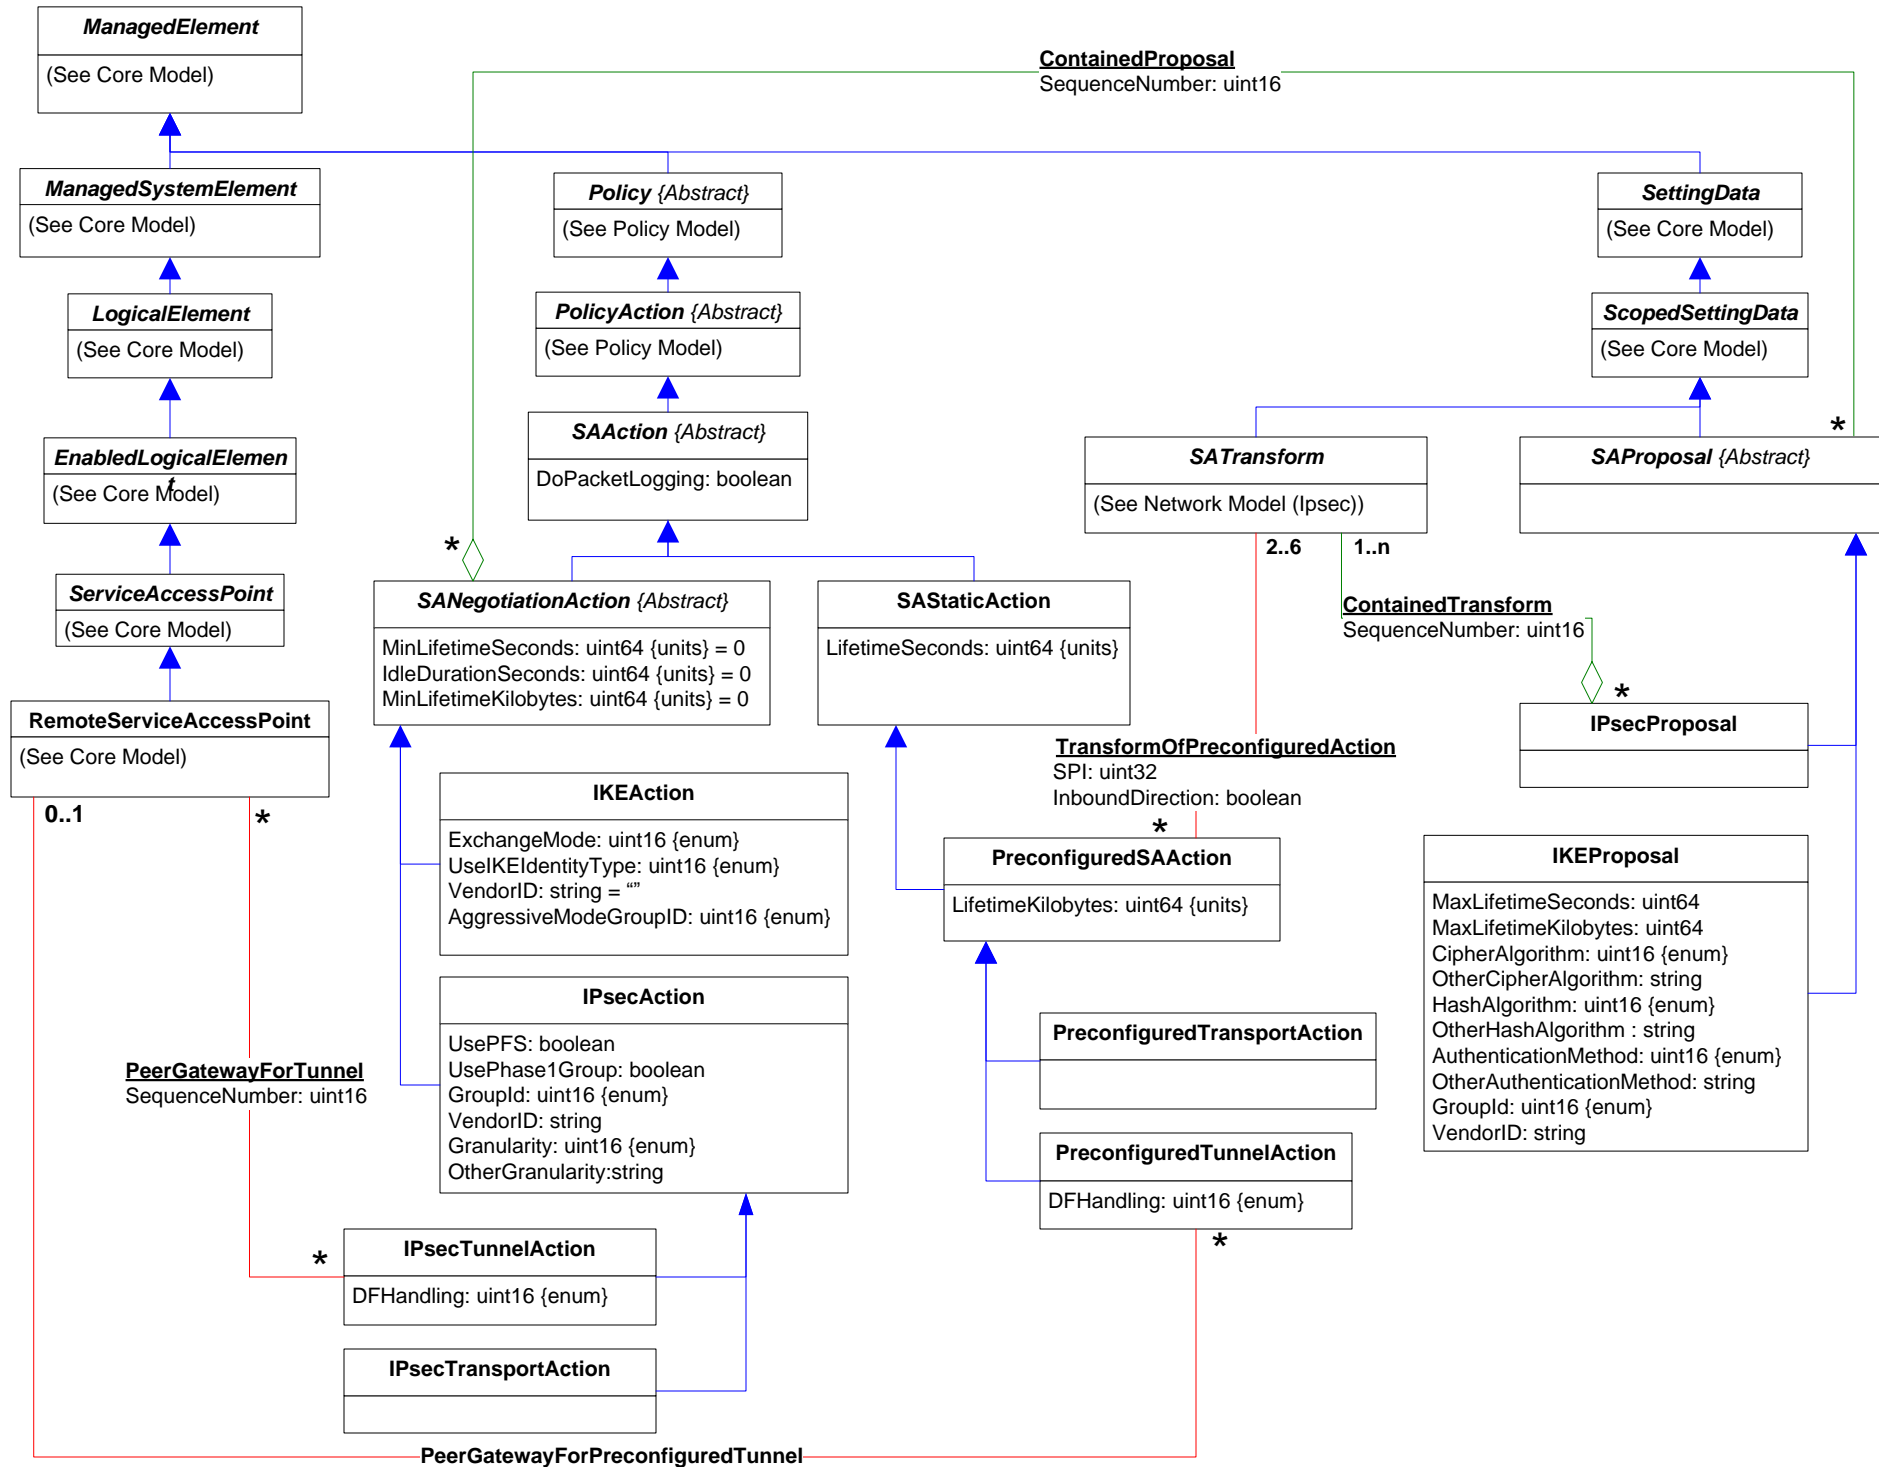 ManagedElement
(See Core Model)
ContainedProposal
SequenceNumber: uint16
ManagedSystemElement
(See Core Model)
Policy {Abstract}
(See Policy Model)
SettingData
(See Core Model)
LogicalElement
(See Core Model)
PolicyAction {Abstract}
(See Policy Model)
ScopedSettingData
(See Core Model)
EnabledLogicalElemen
t
(See Core Model)
SAAction {Abstract}
DoPacketLogging: boolean
SATransform
(See Network Model (Ipsec))
*
SAProposal {Abstract}
2..6
1..n
*
ServiceAccessPoint
(See Core Model)
SANegotiationAction {Abstract}
MinLifetimeSeconds: uint64 {units} = 0
IdleDurationSeconds: uint64 {units} = 0
MinLifetimeKilobytes: uint64 {units} = 0
SAStaticAction
LifetimeSeconds: uint64 {units}
ContainedTransform
SequenceNumber: uint16
*
IPsecProposal
RemoteServiceAccessPoint
(See Core Model)
0..1
*
TransformOfPreconfiguredAction
SPI: uint32
InboundDirection: boolean
*
IKEAction
ExchangeMode: uint16 {enum}
UseIKEIdentityType: uint16 {enum}
VendorID: string = “”
AggressiveModeGroupID: uint16 {enum}
PreconfiguredSAAction
LifetimeKilobytes: uint64 {units}
IKEProposal
MaxLifetimeSeconds: uint64
MaxLifetimeKilobytes: uint64
CipherAlgorithm: uint16 {enum}
OtherCipherAlgorithm: string
HashAlgorithm: uint16 {enum}
OtherHashAlgorithm : string
AuthenticationMethod: uint16 {enum}
OtherAuthenticationMethod: string
GroupId: uint16 {enum}
VendorID: string
IPsecAction
UsePFS: boolean
UsePhase1Group: boolean
GroupId: uint16 {enum}
VendorID: string
Granularity: uint16 {enum}
OtherGranularity:string
PreconfiguredTransportAction
PeerGatewayForTunnel
SequenceNumber: uint16
PreconfiguredTunnelAction
DFHandling: uint16 {enum}
*
*
IPsecTunnelAction
DFHandling: uint16 {enum}
IPsecTransportAction
PeerGatewayForPreconfiguredTunnel